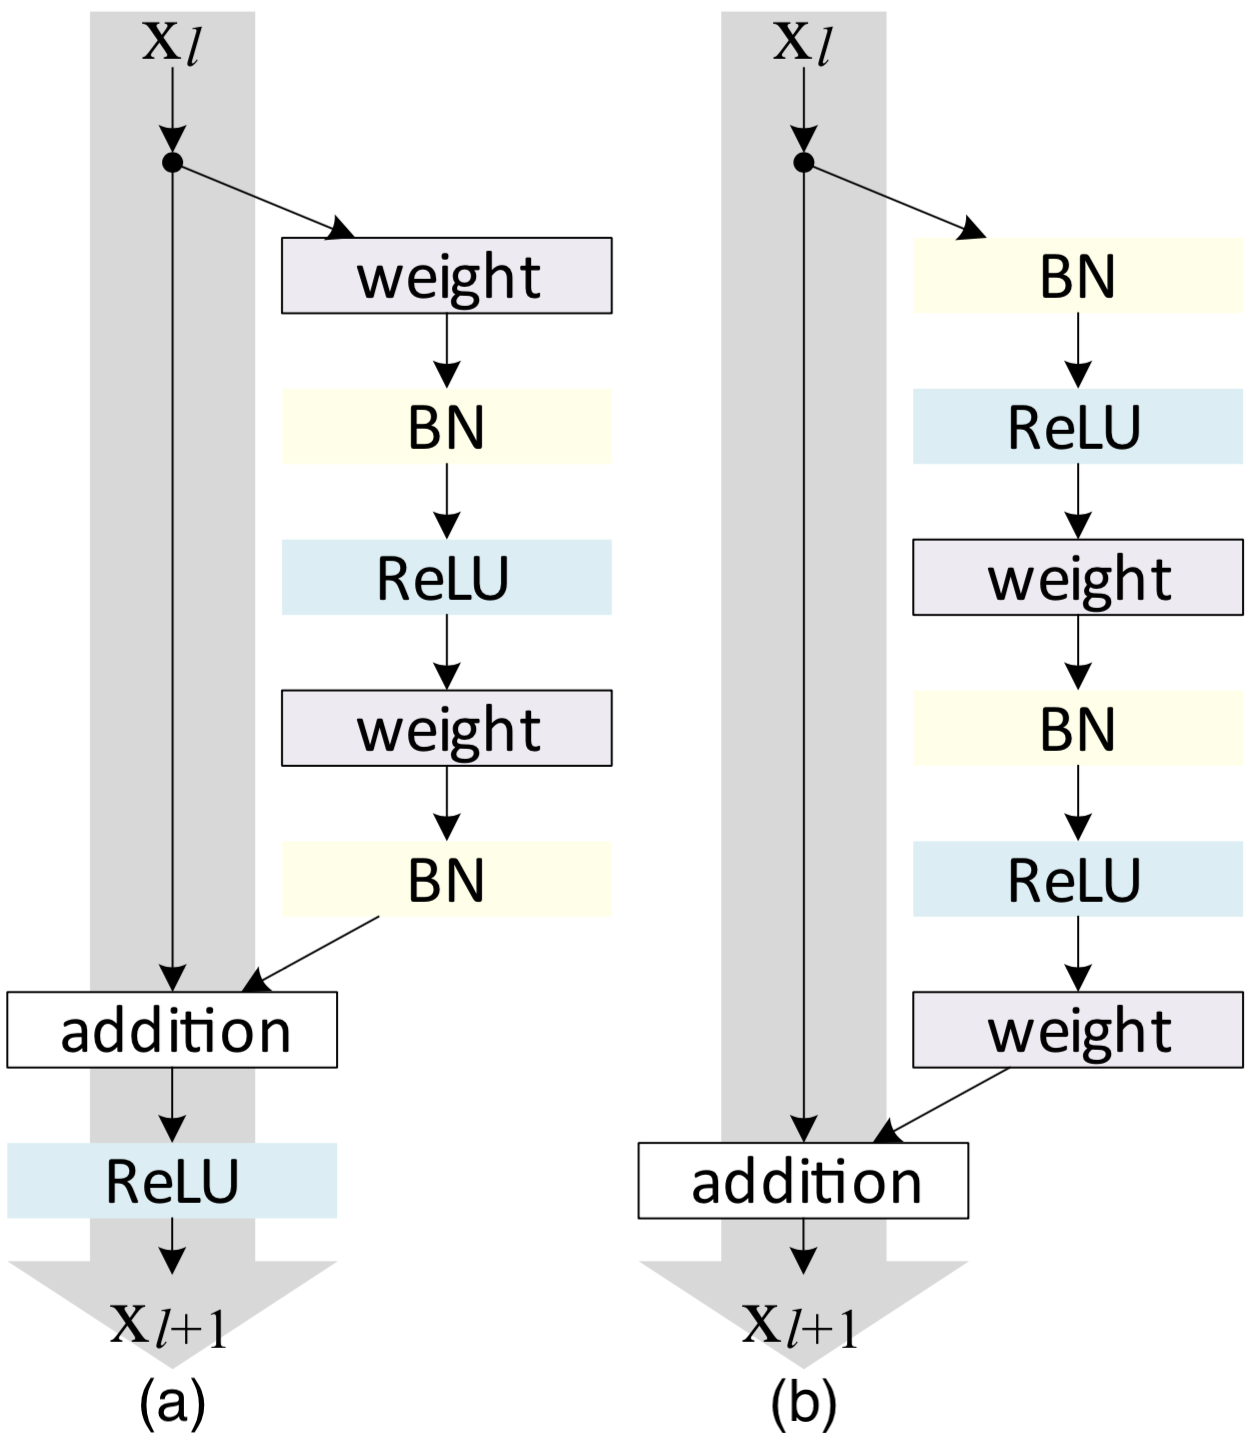 x_l
weight
BN
ReLU
weight
BN
addition
ReLU
x_{l+1}
(a)
x_l
BN
ReLU
weight
BN
ReLU
weight
addition
x_{l+1}
(b)